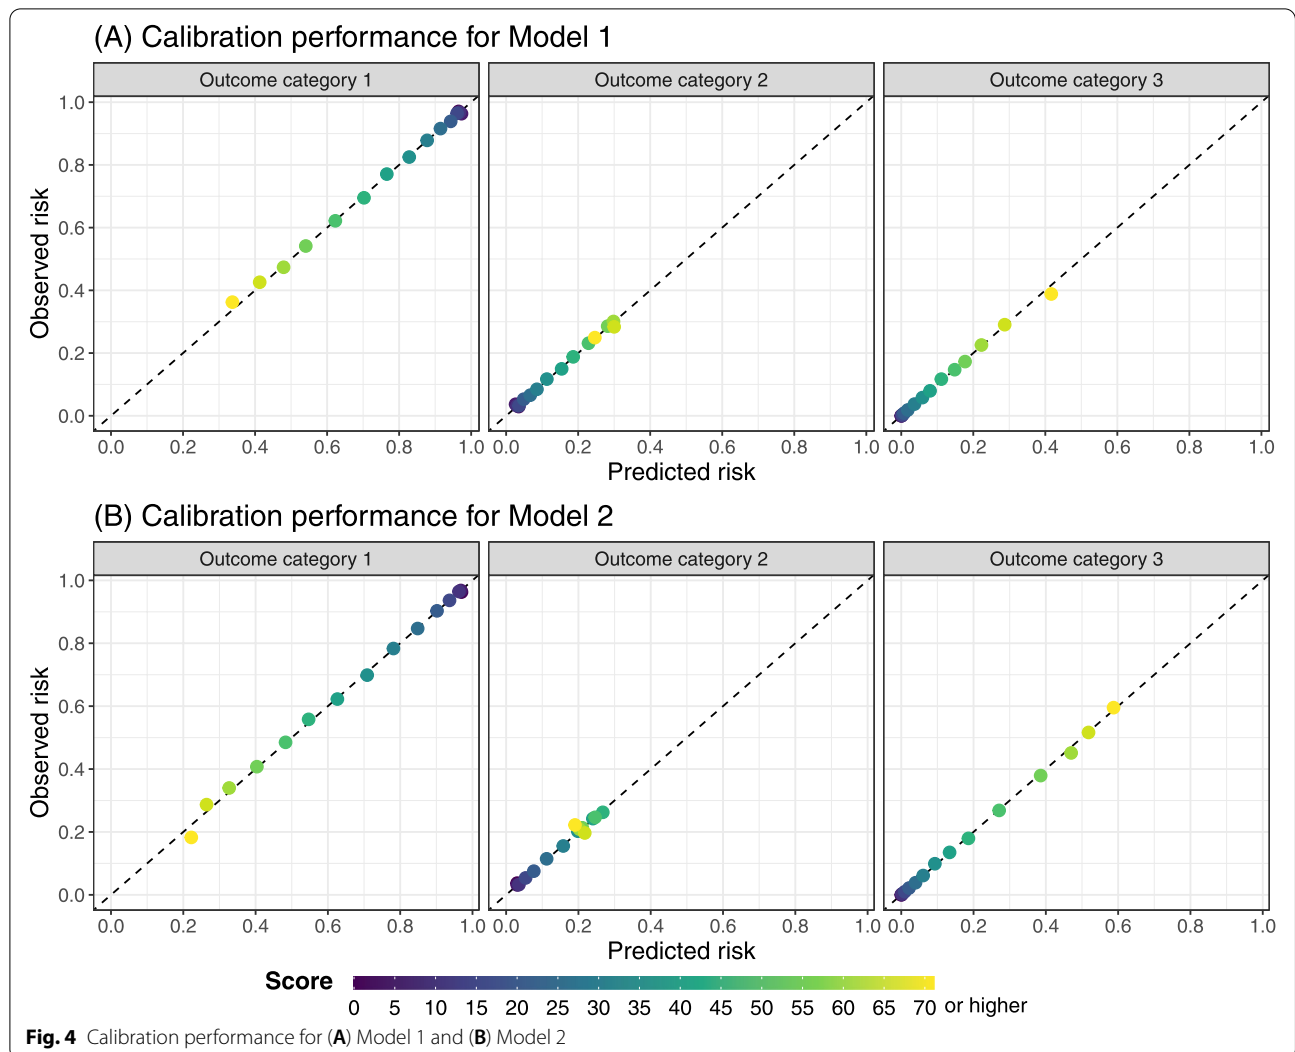 (A) Calibration performance for Model 1
Outcome category 1
Outcome category 2
Outcome category 3
Observed risk
1.0
0.8
0.6
0.4
0.2
0.0
0.0 0.2 0.4 0.6 0.8 1.0
0.0 0.2 0.4 0.6 0.8 1.0
0.0 0.2 0.4 0.6 0.8 1.0
Predicted risk
(B) Calibration performance for Model 2
Outcome category 1
Outcome category 2
Outcome category 3
Observed risk
1.0
0.8
0.6
0.4
0.2
0.0
0.0 0.2 0.4 0.6 0.8 1.0
0.0 0.2 0.4 0.6 0.8 1.0
0.0 0.2 0.4 0.6 0.8 1.0
Predicted risk
Score
0 5 10 15 20 25 30 35 40 45 50 55 60 65 70 or higher
Fig. 4 Calibration performance for (A) Model 1 and (B) Model 2